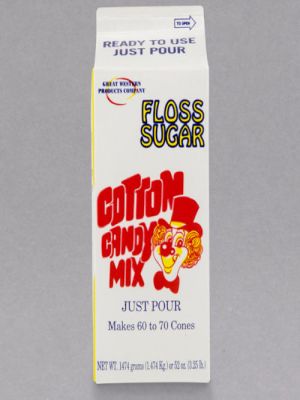 TO OPEN
READY TO USE
JUST POUR
GREAT WESTERN
PRODUCTS COMPANY
FLOSS
SUGAR
COTTON
CANDY
MIX
JUST POUR
Makes 60 to 70 Cones
NET WT. 1474 grams (1.474 Kg.) or 52 oz. (3.25 lb.)